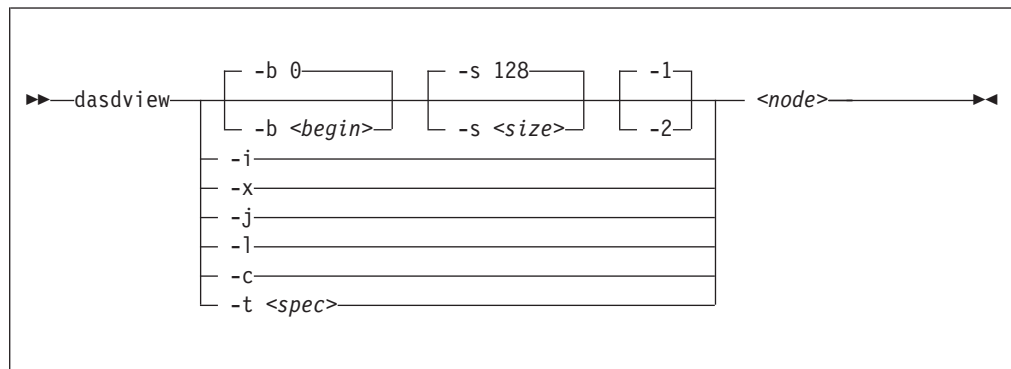 -b 0 -s 128 -1
dasdview <node>
-b <begin> -s <size> -2
-i
-x
-j
-l
-c
-t <spec>